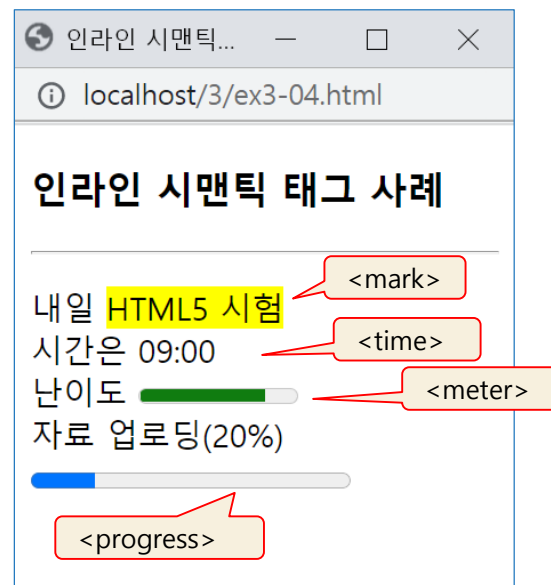 인라인 시맨틱...
localhost/3/ex3-04.html
인라인 시맨틱 태그 사례
<mark>
내일 HTML5 시험
시간은 09:00
<time>
난이도
<meter>
자료 업로딩(20%)
<progress>